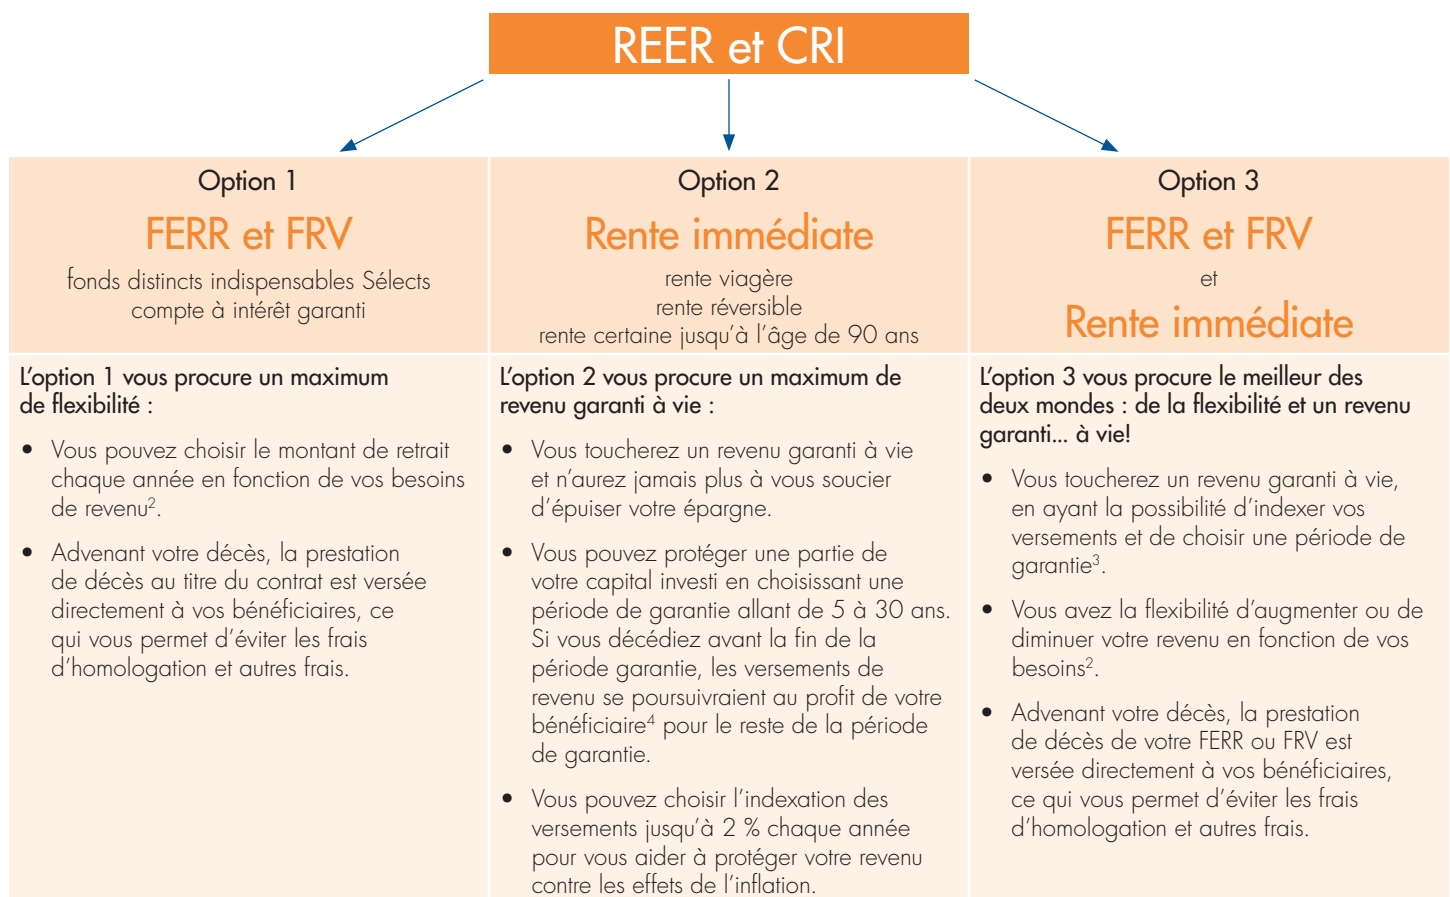 REER et CRI
Option 1
FERR et FRV
fonds distincts indispensables Sélects
compte à intérêt garanti
Option 2
Rente immédiate
rente viagère
rente réversible
rente certaine jusqu'à l'âge de 90 ans
Option 3
FERR et FRV
et
Rente immédiate
L'option 1 vous procure un maximum
de flexibilité :
• Vous pouvez choisir le montant de retrait
chaque année en fonction de vos besoins
de revenu².
• Advenant votre décès, la prestation
de décès au titre du contrat est versée
directement à vos bénéficiaires, ce
qui vous permet d'éviter les frais
d'homologation et autres frais.
L'option 2 vous procure un maximum de
revenu garanti à vie :
• Vous toucherez un revenu garanti à vie
et n'aurez jamais plus à vous soucier
d'épuiser votre épargne.
• Vous pouvez protéger une partie de
votre capital investi en choisissant une
période de garantie allant de 5 à 30 ans.
Si vous décédiez avant la fin de la
période garantie, les versements de
revenu se poursuivraient au profit de votre
bénéficiaire⁴ pour le reste de la période
de garantie.
• Vous pouvez choisir l'indexation des
versements jusqu'à 2 % chaque année
pour vous aider à protéger votre revenu
contre les effets de l'inflation.
L'option 3 vous procure le meilleur des
deux mondes : de la flexibilité et un revenu
garanti... à vie!
• Vous toucherez un revenu garanti à vie,
en ayant la possibilité d'indexer vos
versements et de choisir une période de
garantie³.
• Vous avez la flexibilité d'augmenter ou de
diminuer votre revenu en fonction de vos
besoins².
• Advenant votre décès, la prestation
de décès de votre FERR ou FRV est
versée directement à vos bénéficiaires,
ce qui vous permet d'éviter les frais
d'homologation et autres frais.